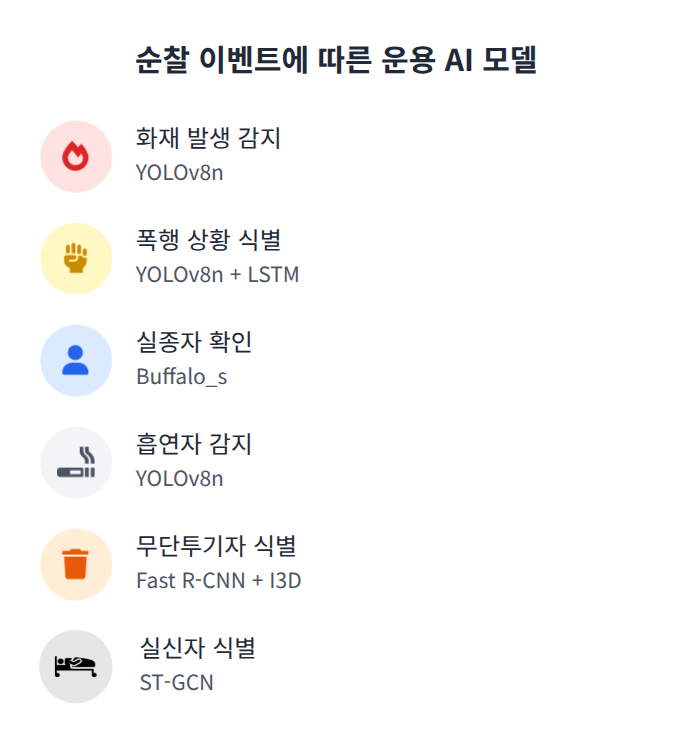 순찰 이벤트에 따른 운용 AI 모델
화재 발생 감지
YOLOv8n
폭행 상황 식별
YOLOv8n + LSTM
실종자 확인
Buffalo_s
흡연자 감지
YOLOv8n
무단투기자 식별
Fast R-CNN + I3D
실신자 식별
ST-GCN